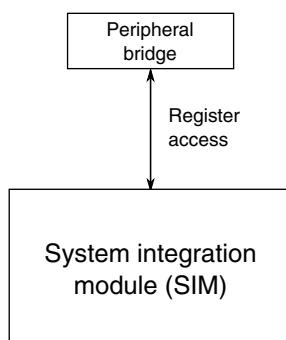 Peripheral
bridge
Register
access
System integration
module (SIM)